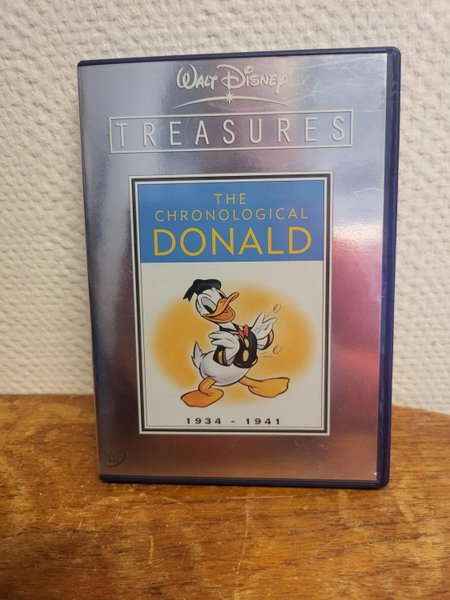 WALT DISNEY
TREASURES
THE
CHRONOLOGICAL
DONALD
1934 - 1941